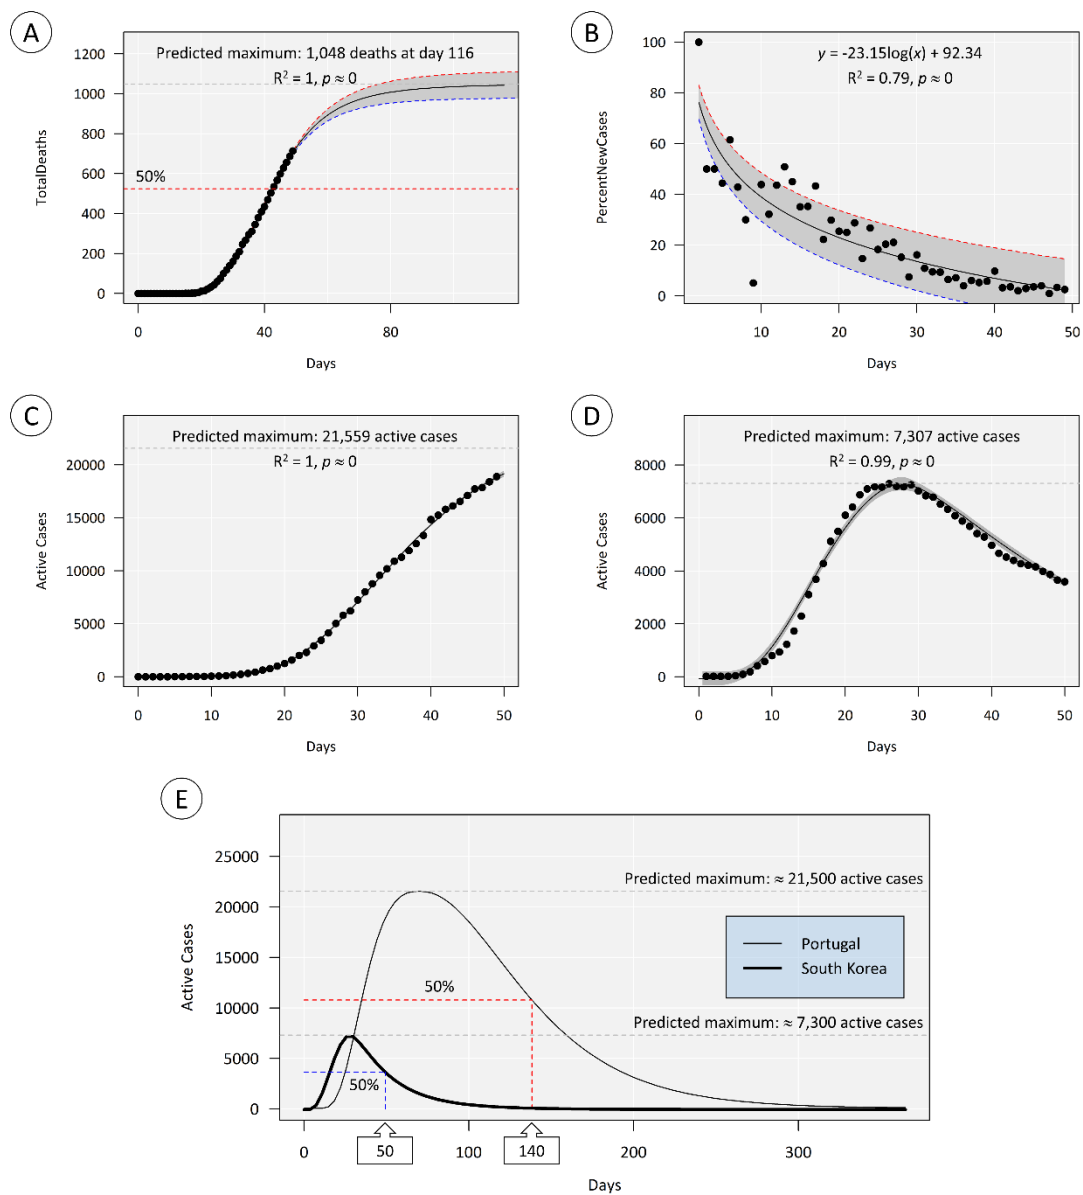 A
Predicted maximum: 1,048 deaths at day 116
R² = 1, p ≈ 0
50%
1200
1000
800
600
400
200
0
TotalDeaths
0 40 80
Days
B
y = -23.15log(x) + 92.34
R² = 0.79, p ≈ 0
100
80
60
40
20
0
PercentNewCases
10 20 30 40 50
Days
C
Predicted maximum: 21,559 active cases
R² = 1, p ≈ 0
20000
15000
10000
5000
0
Active Cases
0 10 20 30 40 50
Days
D
Predicted maximum: 7,307 active cases
R² = 0.99, p ≈ 0
8000
6000
4000
2000
0
Active Cases
0 10 20 30 40 50
Days
E
25000
20000
15000
10000
5000
0
Active Cases
Predicted maximum: ≈ 21,500 active cases
Portugal
South Korea
50%
Predicted maximum: ≈ 7,300 active cases
50%
0 50 100 140 200 300
Days